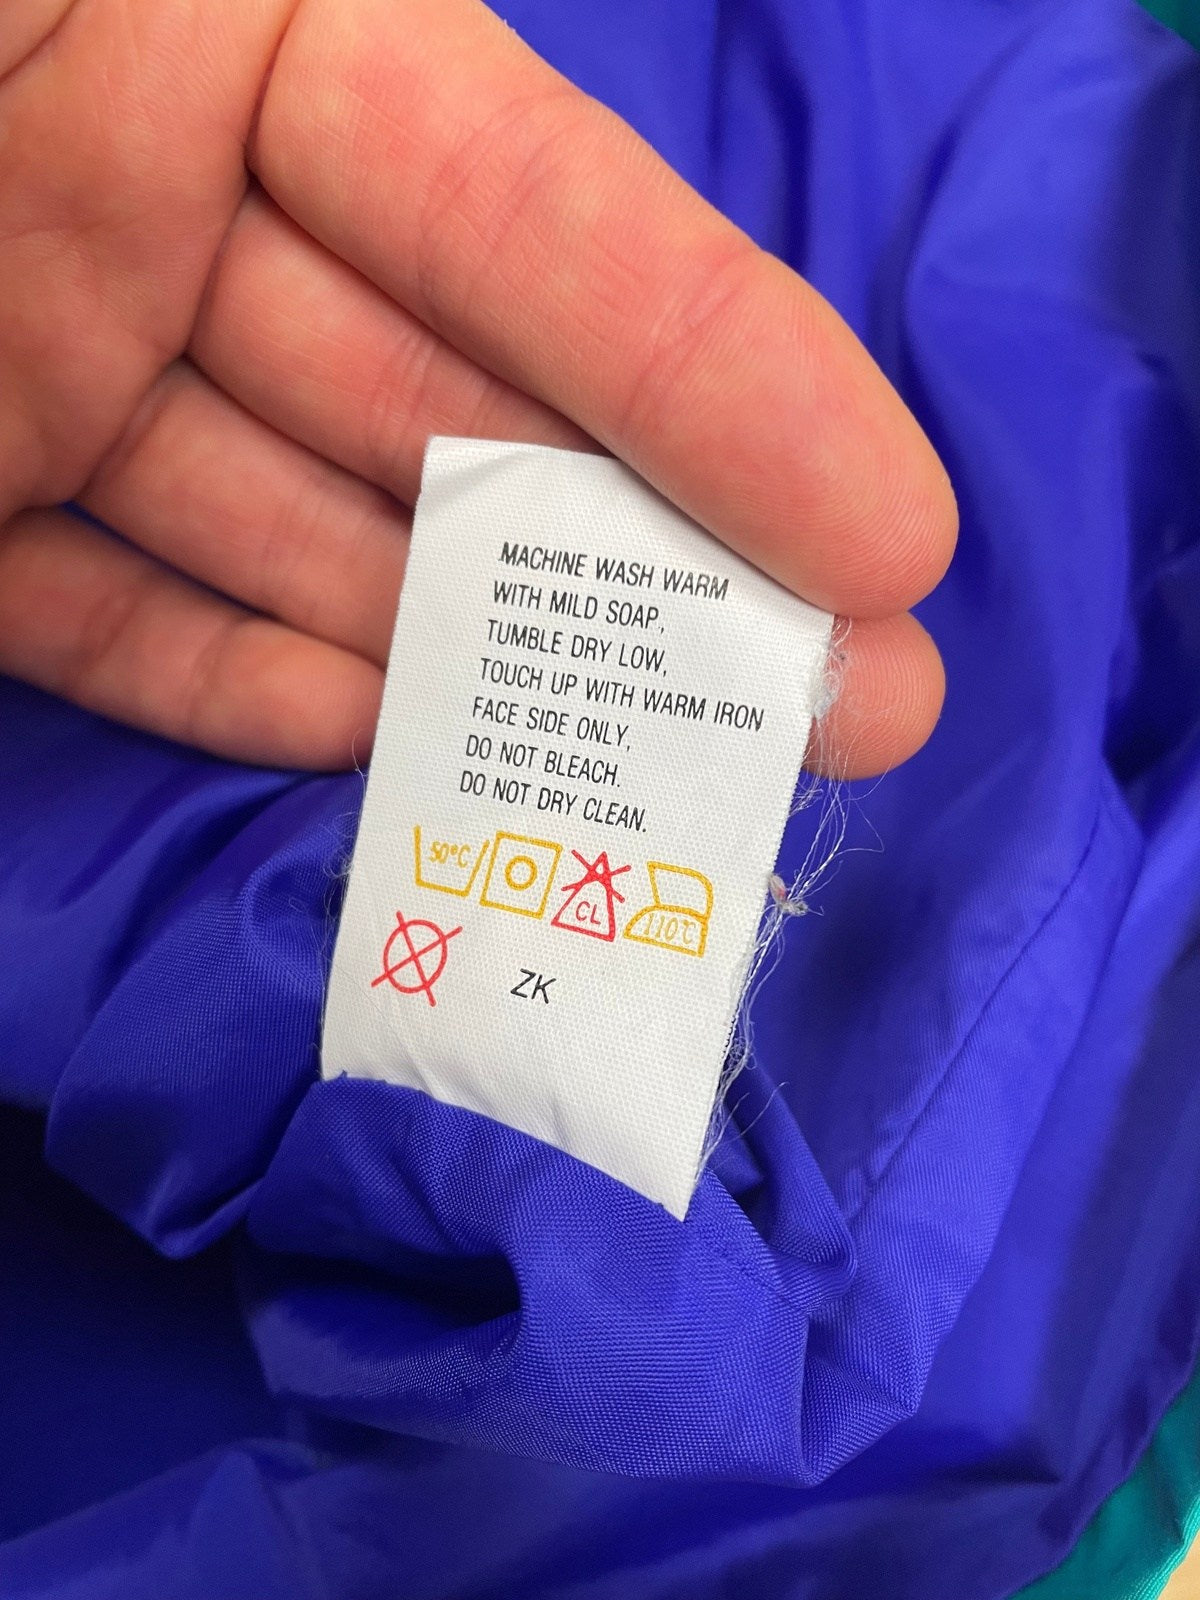 MACHINE WASH WARM
WITH MILD SOAP,
TUMBLE DRY LOW,
TOUCH UP WITH WARM IRON
FACE SIDE ONLY,
DO NOT BLEACH.
DO NOT DRY CLEAN.
50°C CL 110°C
ZK